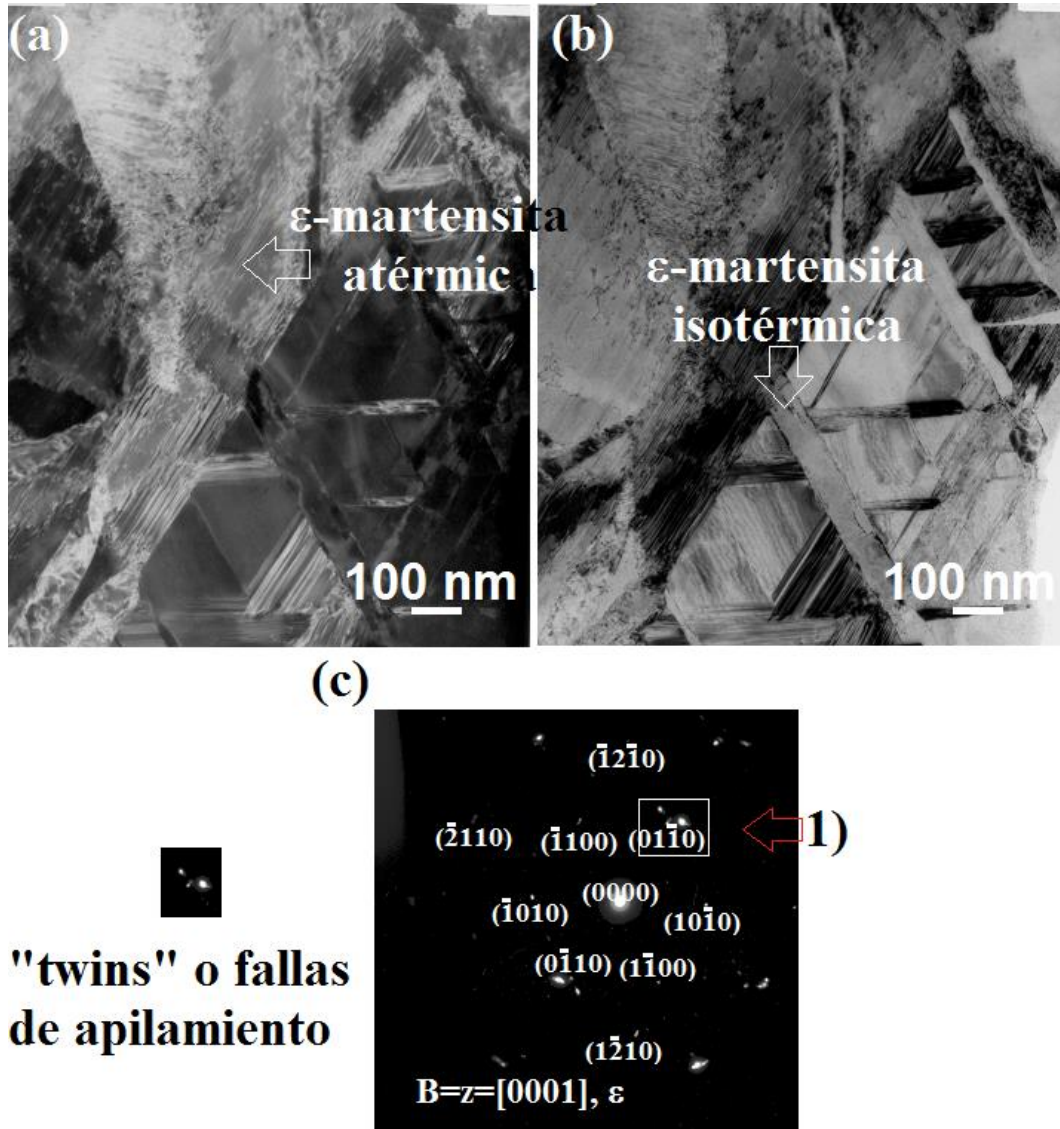 (a)
(b)
ε-martensita
atérmica
ε-martensita
isotérmica
100 nm
100 nm
(c)
(1̅21̅0)
(2̅110)
(1̅100)
(011̅0)
1)
(0000)
(1̅010)
(101̅0)
(01̅10)
(11̅00)
(12̅10)
B=z=[0001], ε
"twins" o fallas
de apilamiento